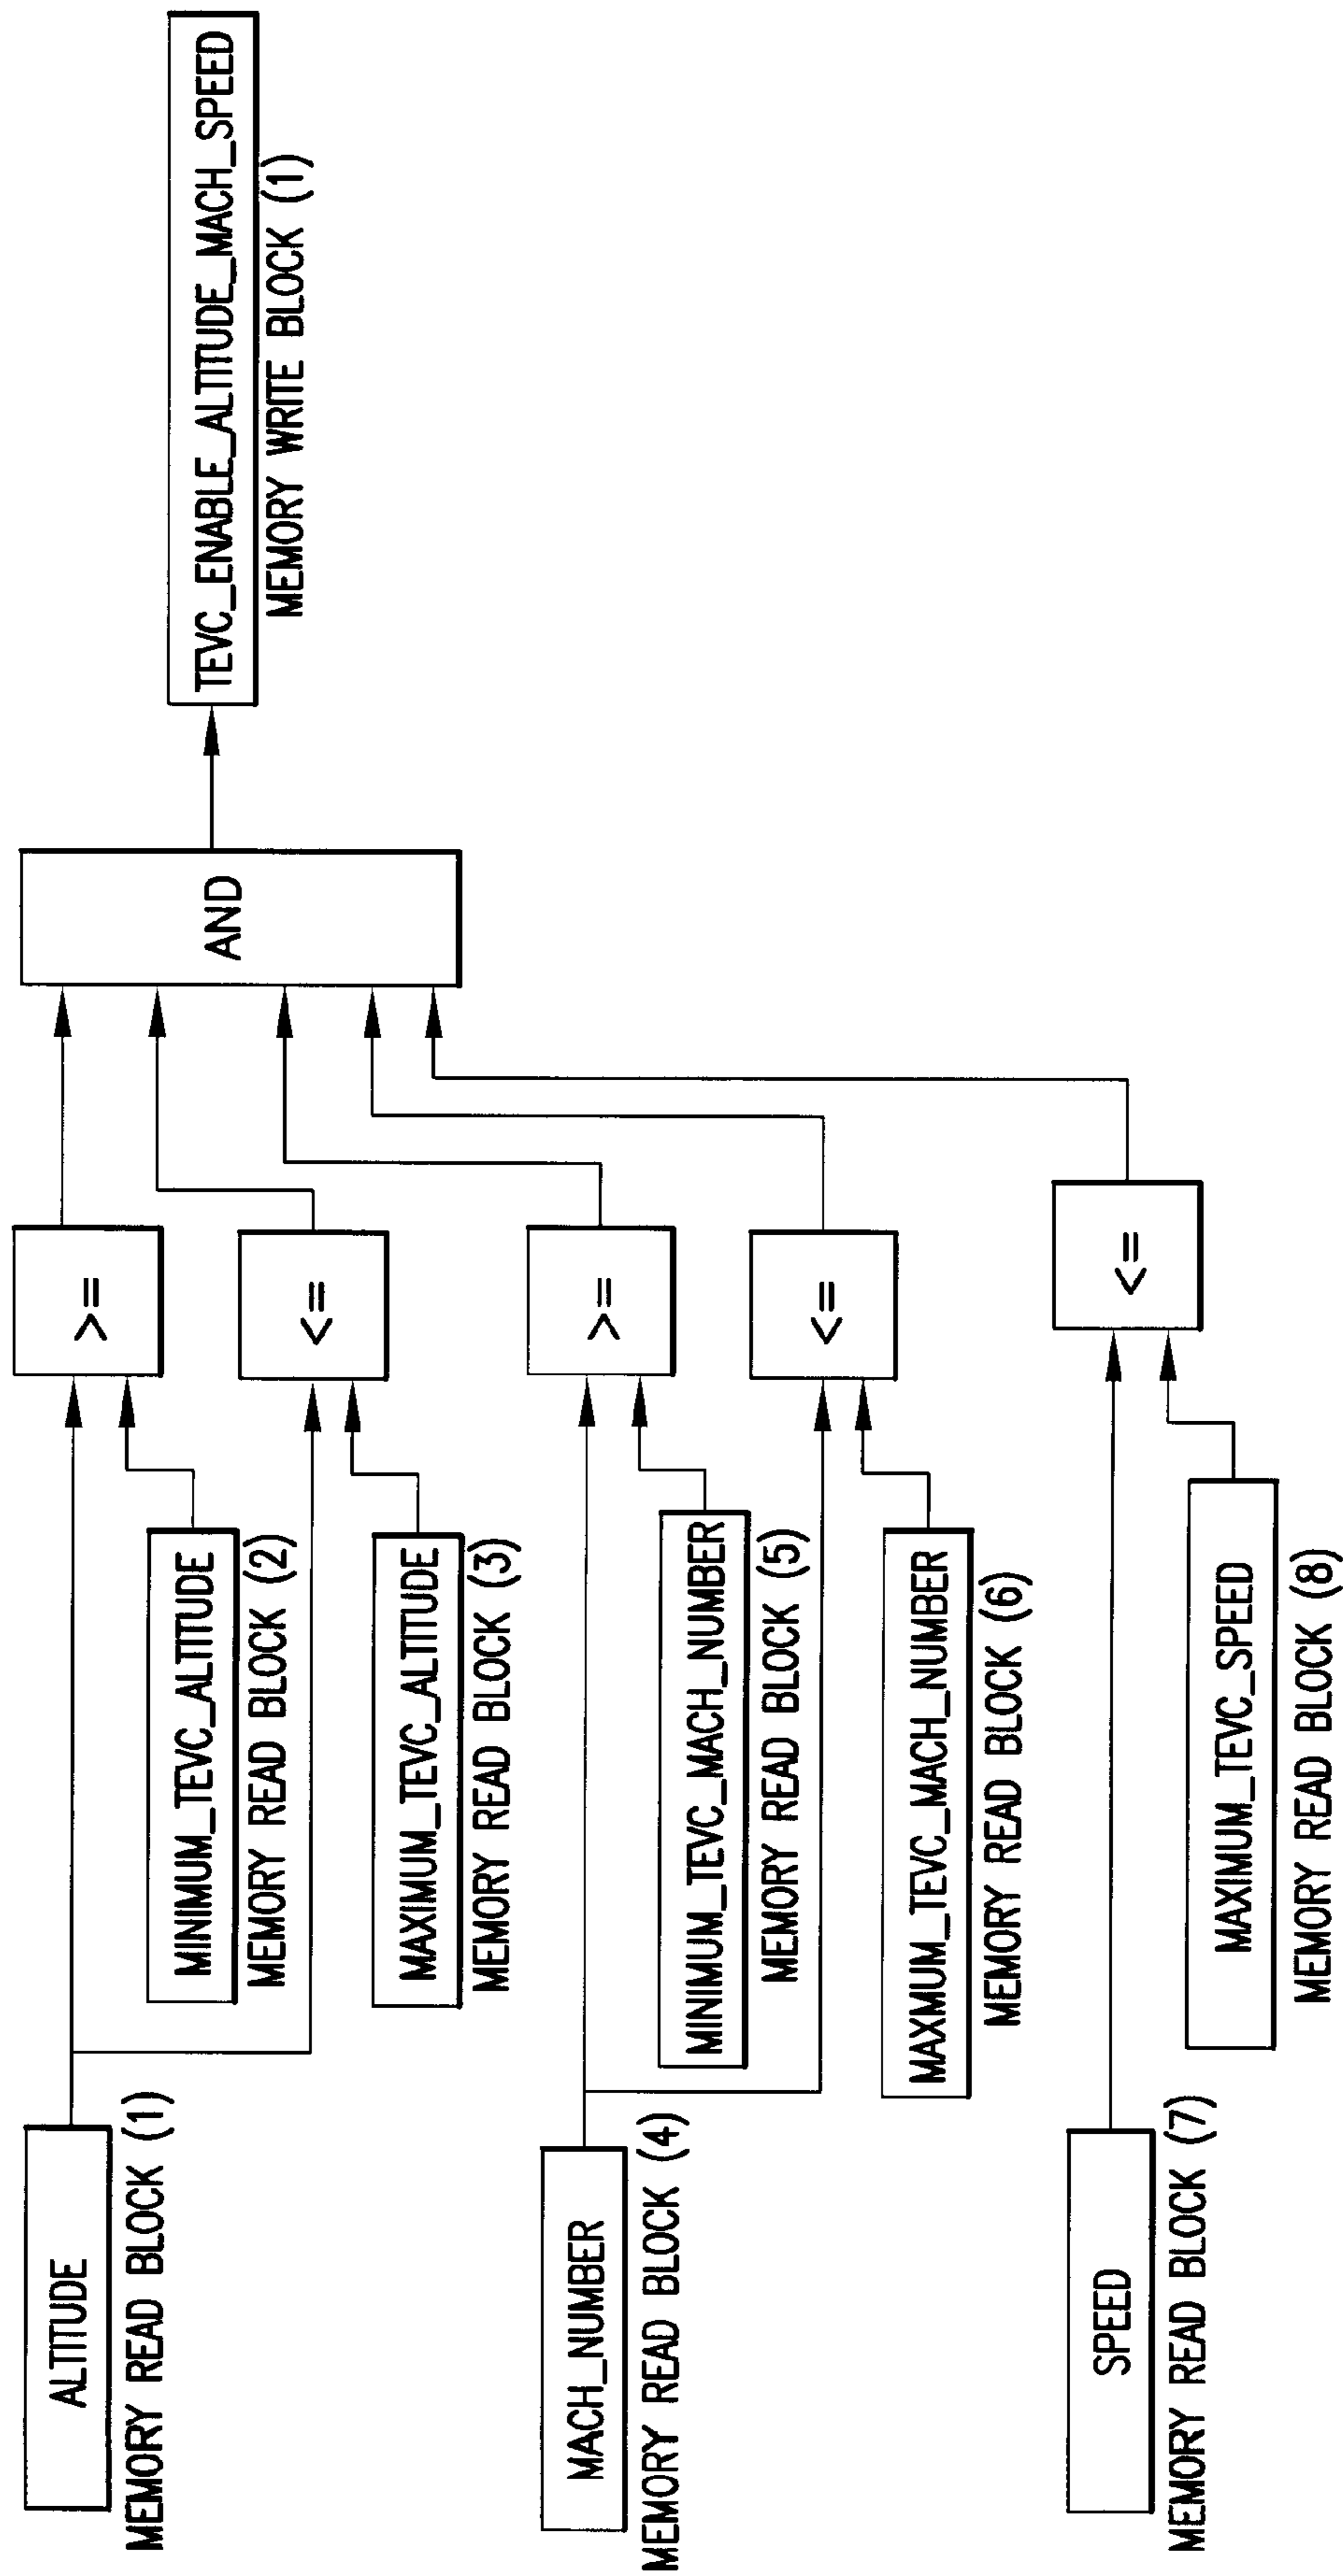 ALTITUDE
MEMORY READ BLOCK (1)
MINIMUM_TEVC_ALTITUDE
MEMORY READ BLOCK (2)
>=
MAXIMUM_TEVC_ALTITUDE
MEMORY READ BLOCK (3)
<=
AND
TEVC_ENABLE_ALTITUDE_MACH_SPEED
MEMORY WRITE BLOCK (1)
MACH_NUMBER
MEMORY READ BLOCK (4)
MINIMUM_TEVC_MACH_NUMBER
MEMORY READ BLOCK (5)
>=
MAXMUM_TEVC_MACH_NUMBER
MEMORY READ BLOCK (6)
<=
SPEED
MEMORY READ BLOCK (7)
MAXIMUM_TEVC_SPEED
MEMORY READ BLOCK (8)
<=